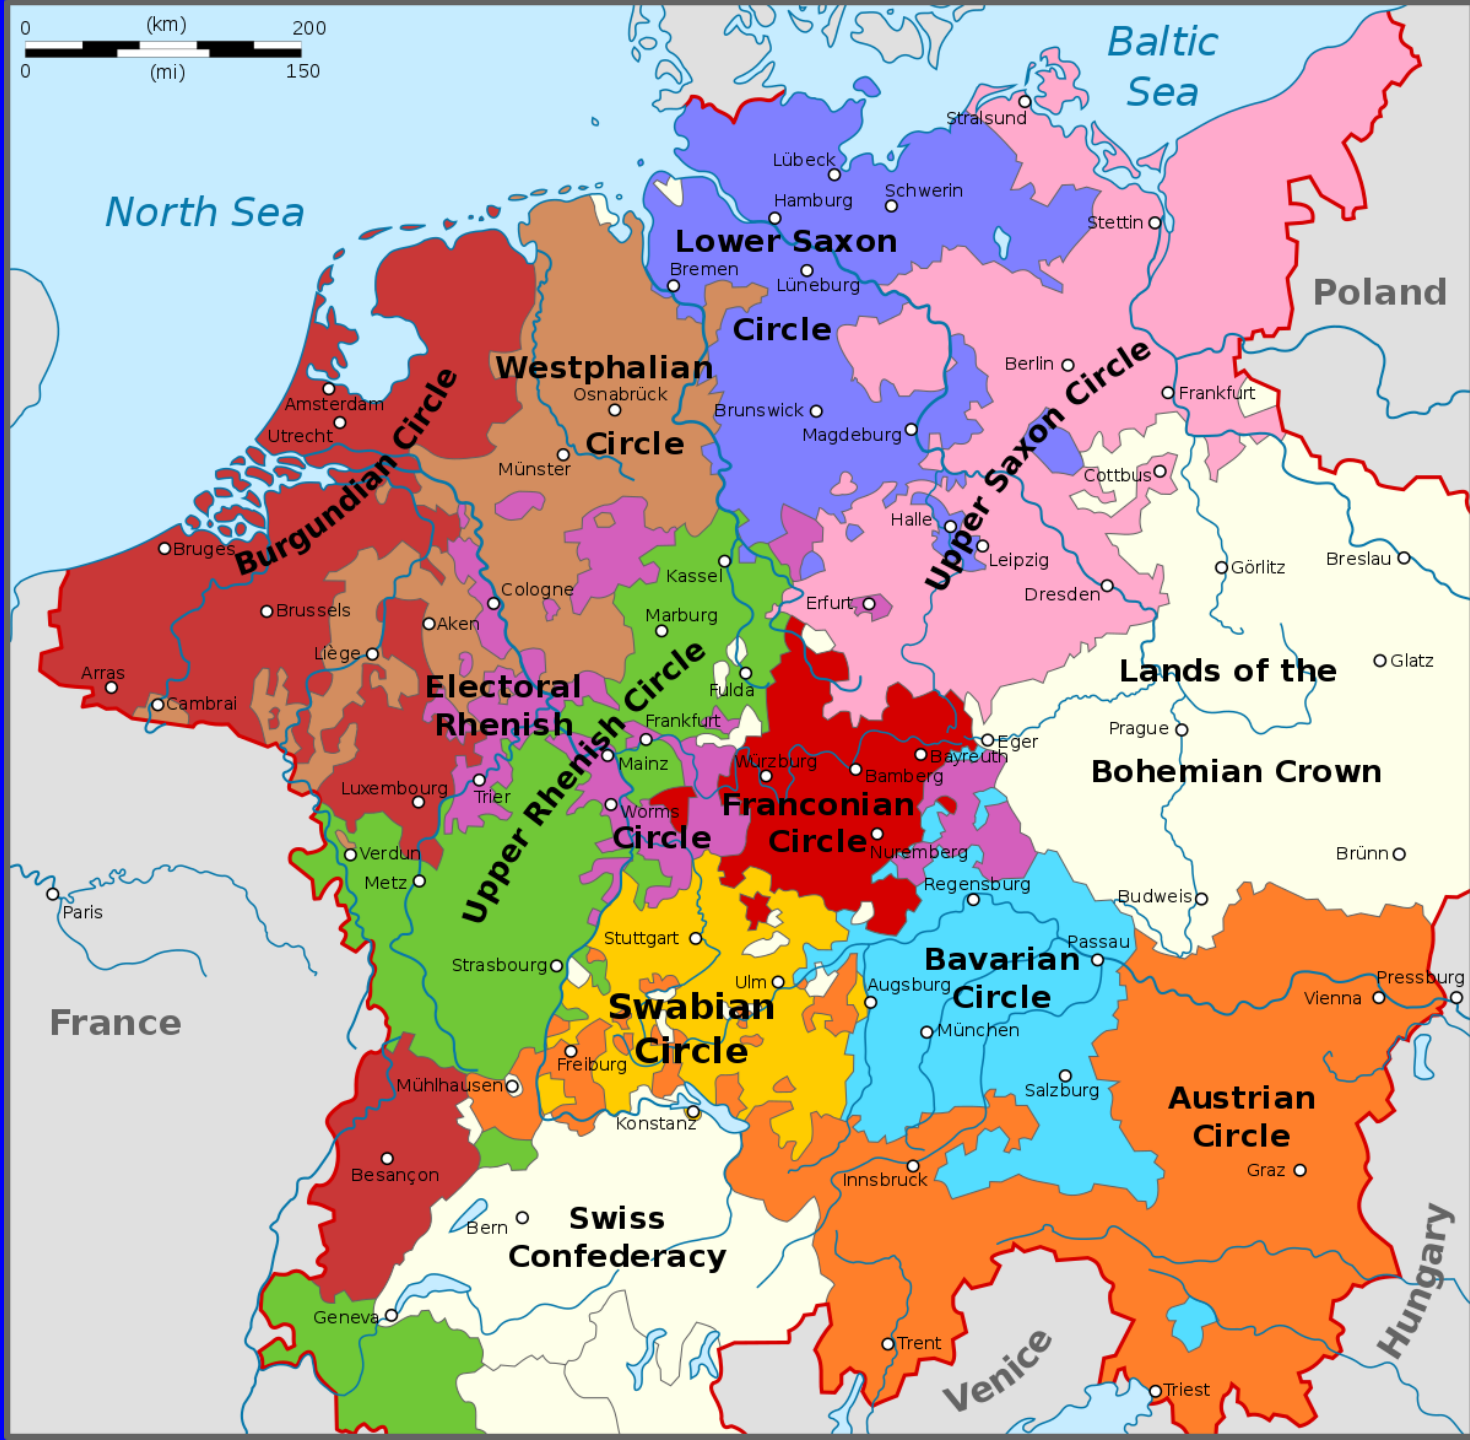 0 (km) 200
0 (mi) 150
Baltic
Sea
North Sea
Stralsund
Lübeck
Hamburg
Schwerin
Stettin
Lower Saxon
Bremen
Lüneburg
Circle
Poland
Westphalian
Osnabrück
Circle
Münster
Berlin
Frankfurt
Brunswick
Magdeburg
Upper Saxon Circle
Amsterdam
Utrecht
Burgundian Circle
Cottbus
Halle
Leipzig
Bruges
Kassel
Görlitz
Breslau
Cologne
Dresden
Erfurt
Brussels
Marburg
Aken
Liège
Upper Rhenish Circle
Arras
Cambrai
Electoral
Rhenish
Fulda
Lands of the
Glatz
Frankfurt
Prague
Eger
Mainz
Würzburg
Bayreuth
Bamberg
Bohemian Crown
Luxembourg
Trier
Worms
Circle
Franconian
Circle
Nuremberg
Verdun
Metz
Brünn
Regensburg
Budweis
Paris
Stuttgart
Passau
Strasbourg
Bavarian
Circle
Ulm
Augsburg
Pressburg
Vienna
France
Swabian
Circle
München
Freiburg
Mühlhausen
Salzburg
Konstanz
Austrian
Circle
Besançon
Innsbruck
Graz
Bern
Swiss
Confederacy
Hungary
Geneva
Trent
Venice
Triest